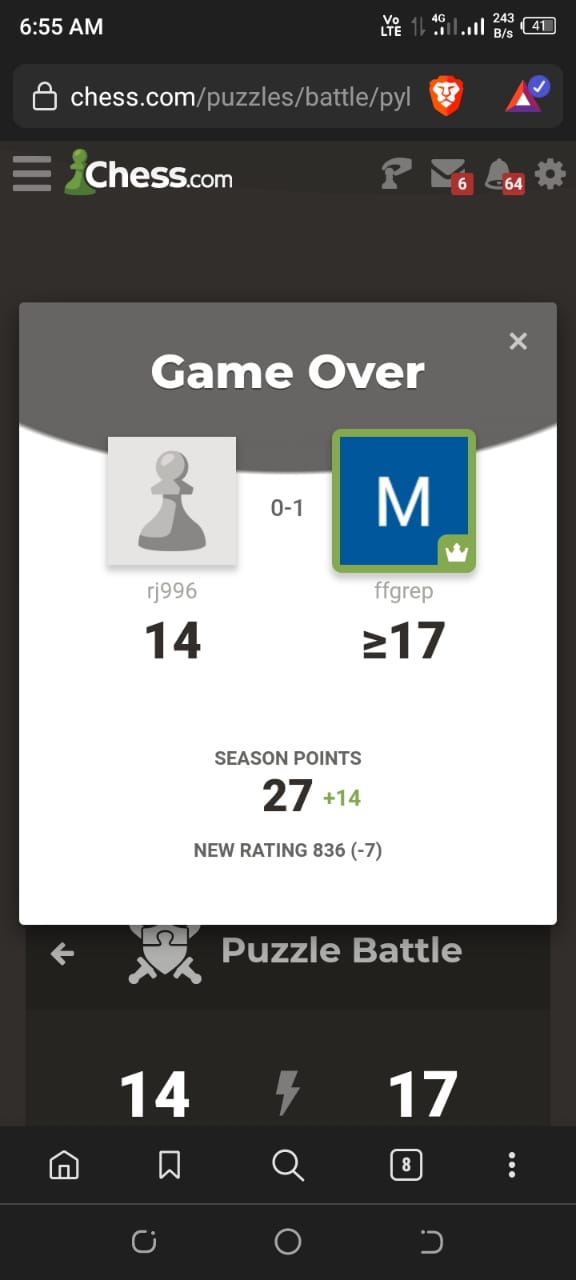 6:55 AM
Vo LTE 4G 243 B/s 41
chess.com/puzzles/battle/pyl
Chess.com 6 64
Game Over
M
0-1
rj996 ffgrep
14 ≥17
SEASON POINTS
27 +14
NEW RATING 836 (-7)
Puzzle Battle
14 17
8